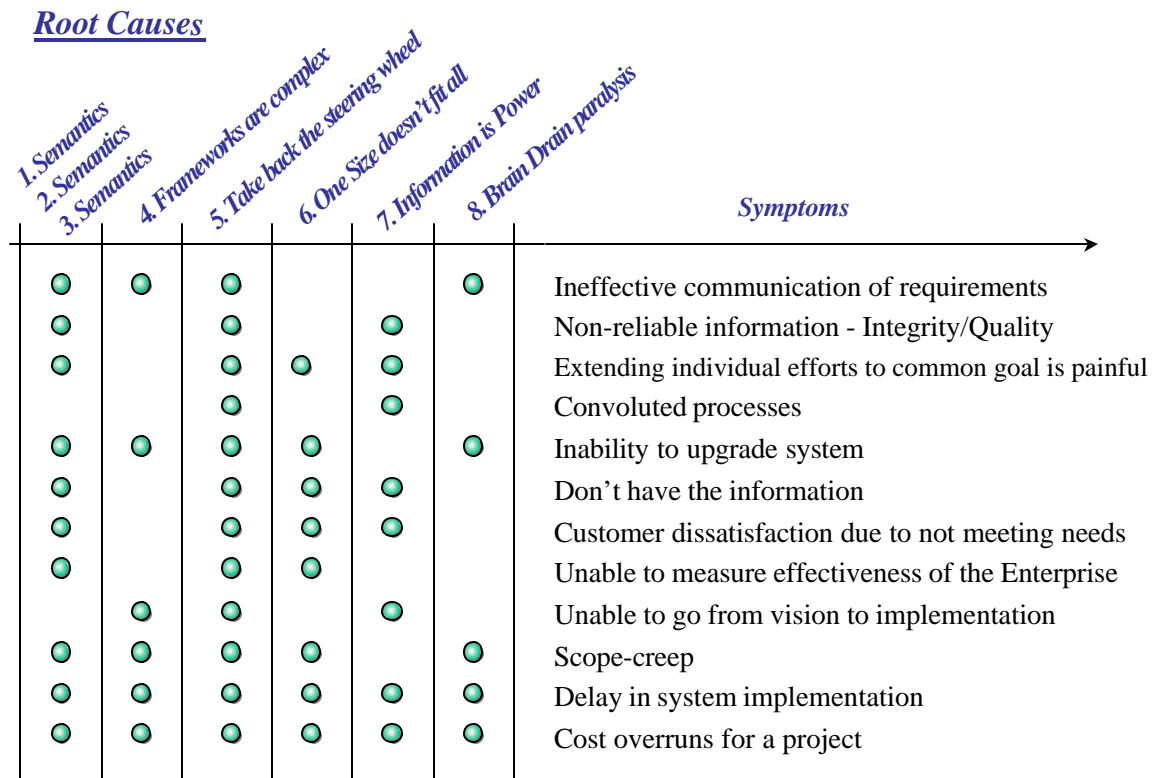 Root Causes
1. Semantics
2. Semantics
3. Semantics
4. Frameworks are complex
5. Take back the steering wheel
6. One Size doesn't fit all
7. Information is Power
8. Brain Drain paralysis
Symptoms
Ineffective communication of requirements
Non-reliable information - Integrity/Quality
Extending individual efforts to common goal is painful
Convoluted processes
Inability to upgrade system
Don't have the information
Customer dissatisfaction due to not meeting needs
Unable to measure effectiveness of the Enterprise
Unable to go from vision to implementation
Scope-creep
Delay in system implementation
Cost overruns for a project